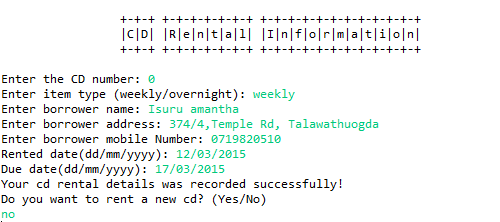 +-+-+ +-+-+-+-+-+-+ +-+-+-+-+-+-+-+-+-+-+-+
|C|D| |R|e|n|t|a|l| |I|n|f|o|r|m|a|t|i|o|n|
+-+-+ +-+-+-+-+-+-+ +-+-+-+-+-+-+-+-+-+-+-+
Enter the CD number: 0
Enter item type (weekly/overnight): weekly
Enter borrower name: Isuru amantha
Enter borrower address: 374/4,Temple Rd, Talawathuogda
Enter borrower mobile Number: 0719820510
Rented date(dd/mm/yyyy): 12/03/2015
Due date(dd/mm/yyyy): 17/03/2015
Your cd rental details was recorded successfully!
Do you want to rent a new cd? (Yes/No)
no